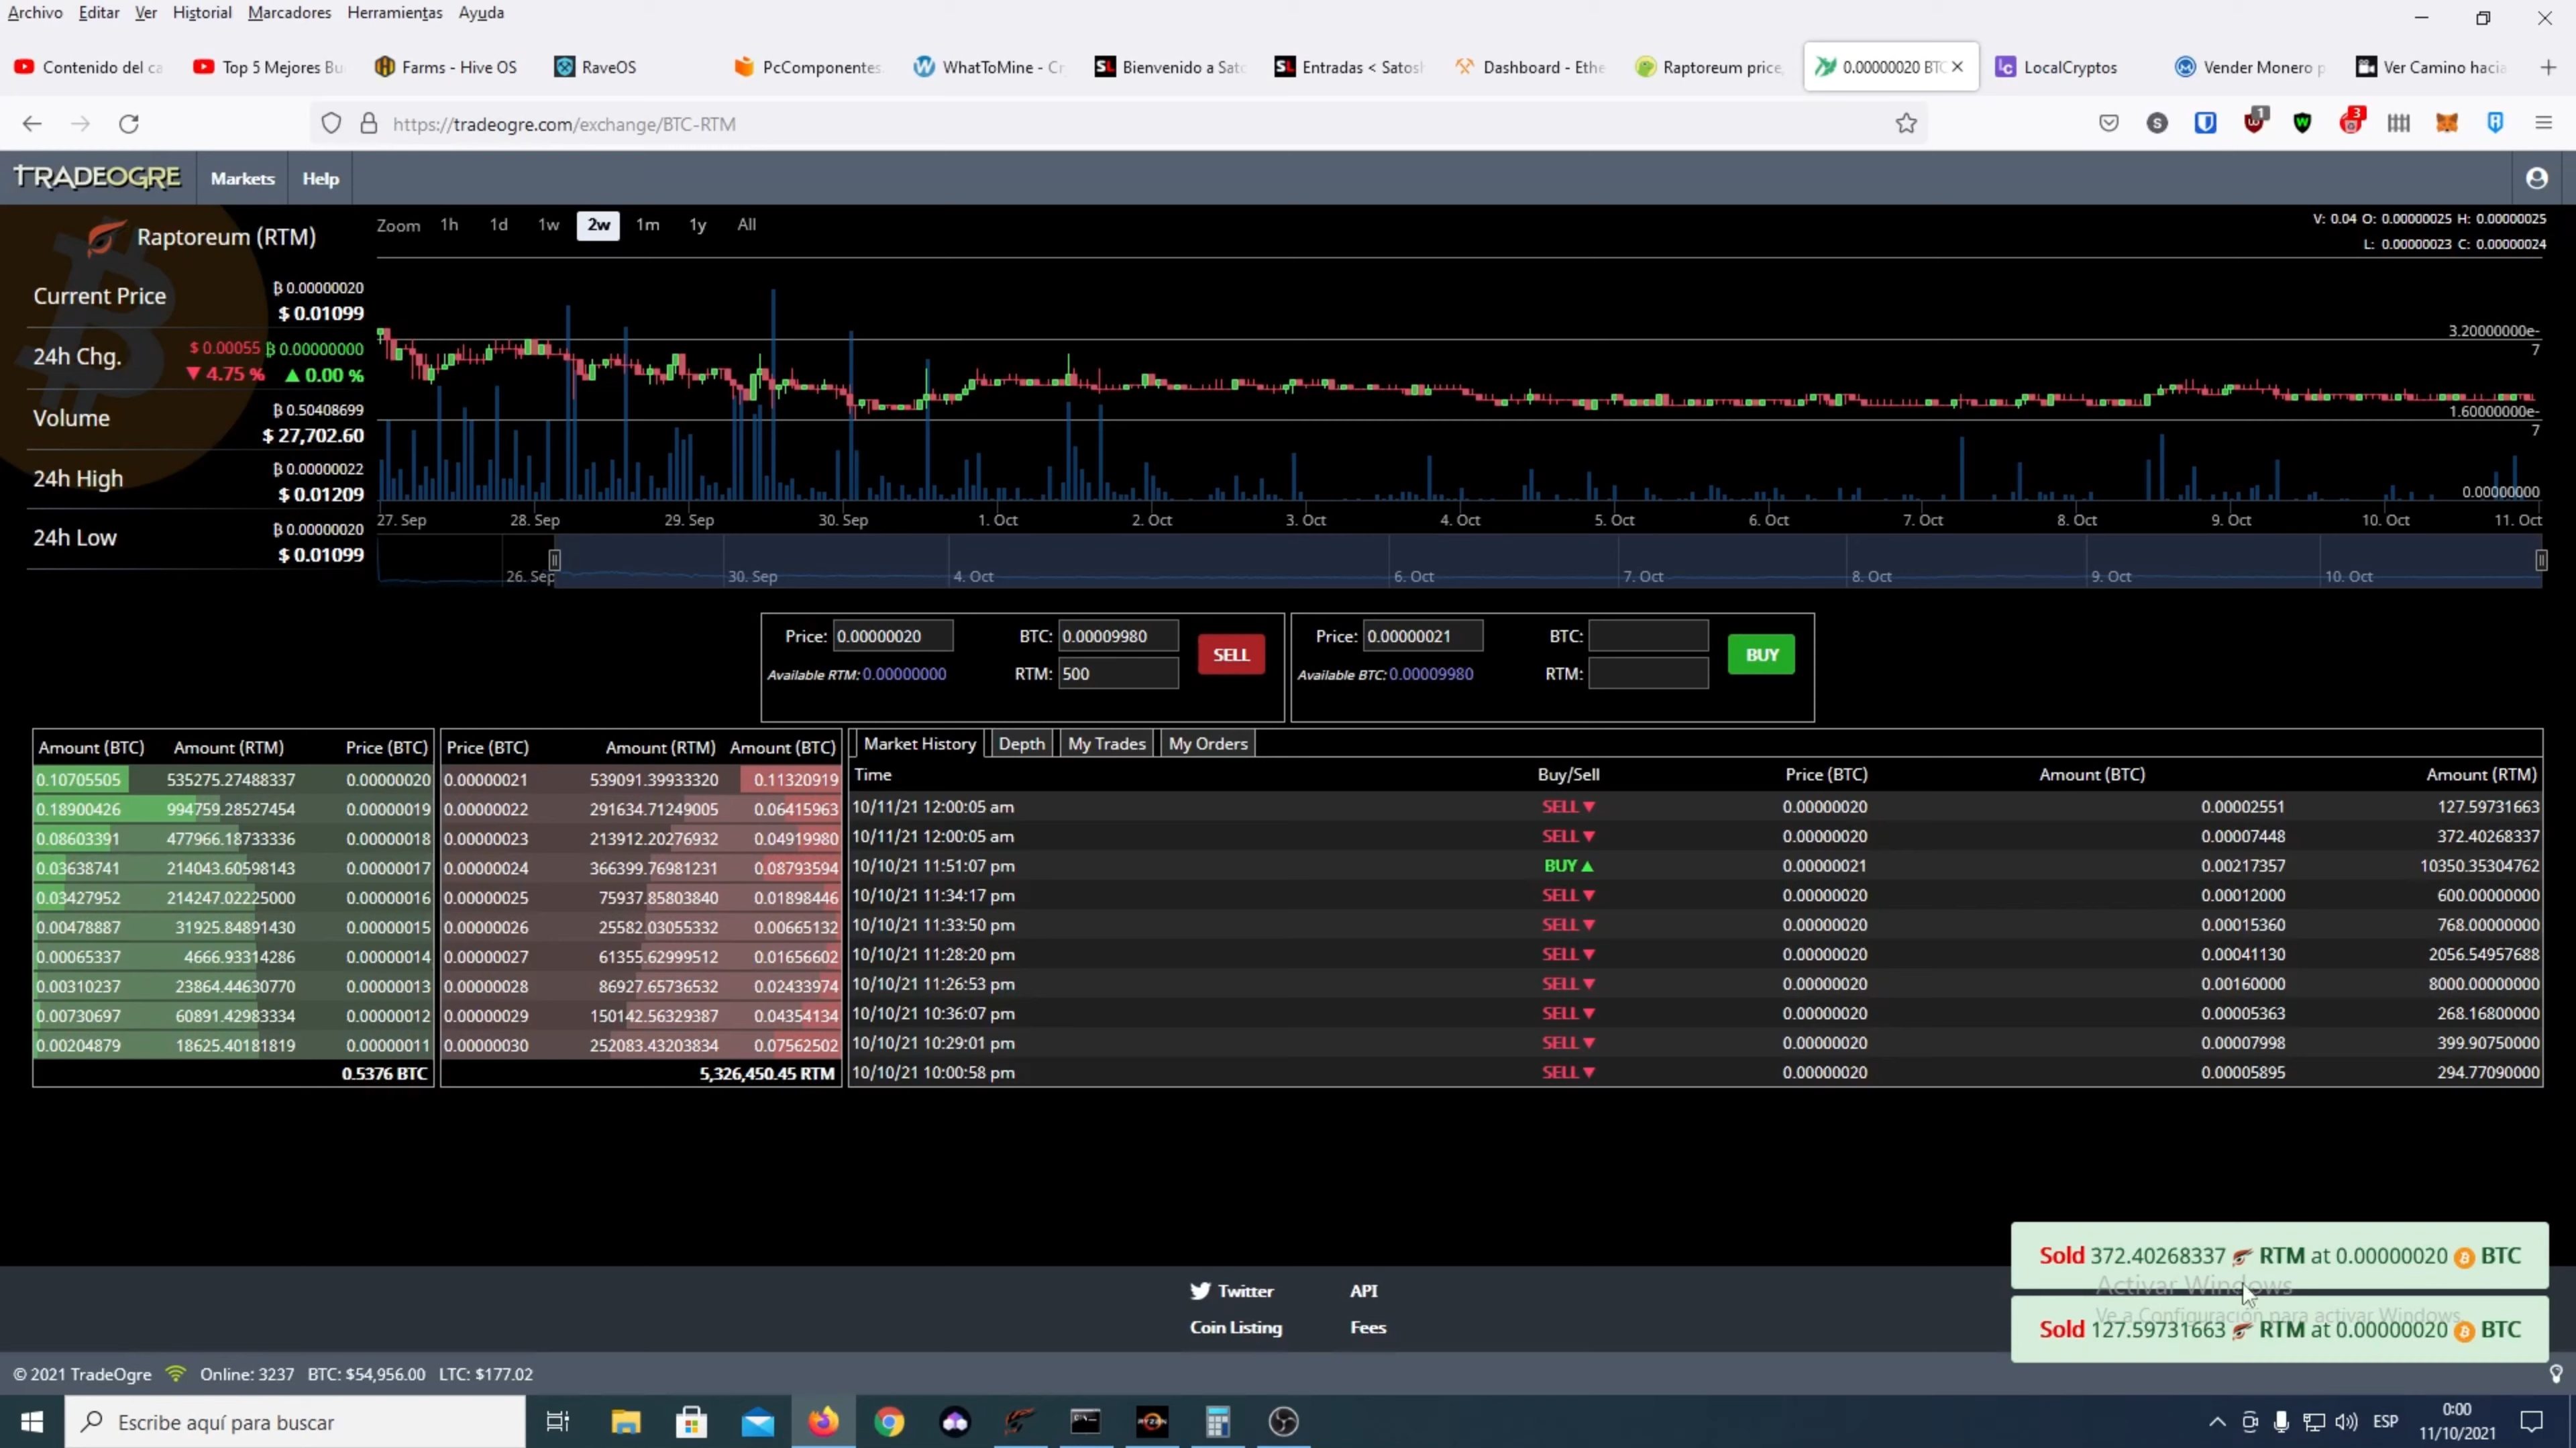 Archivo Editar Ver Historial Marcadores Herramientas Ayuda
Contenido del ca Top 5 Mejores Bu Farms - Hive OS RaveOS PcComponentes WhatToMine - Cr Bienvenido a Sato Entradas < Satosh Dashboard - Ethe Raptoreum price, 0.00000020 BTC LocalCryptos Vender Monero p Ver Camino hacia
https://tradeogre.com/exchange/BTC-RTM
1 3
TRADEOGRE Markets Help
Raptoreum (RTM)
Current Price
₿ 0.00000020
$ 0.01099
24h Chg.
$ 0.00055 ₿ 0.00000000
▼ 4.75 % ▲ 0.00 %
Volume
₿ 0.50408699
$ 27,702.60
24h High
₿ 0.00000022
$ 0.01209
24h Low
₿ 0.00000020
$ 0.01099
Zoom 1h 1d 1w 2w 1m 1y All
V: 0.04 O: 0.00000025 H: 0.00000025
L: 0.00000023 C: 0.00000024
3.20000000e-
7
1.60000000e-
7
0.00000000
27. Sep 28. Sep 29. Sep 30. Sep 1. Oct 2. Oct 3. Oct 4. Oct 5. Oct 6. Oct 7. Oct 8. Oct 9. Oct 10. Oct 11. Oct
26. Sep 30. Sep 4. Oct 6. Oct 7. Oct 8. Oct 9. Oct 10. Oct
Price: 0.00000020 BTC: 0.00009980 SELL
Available RTM: 0.00000000 RTM: 500
Price: 0.00000021 BTC: BUY
Available BTC: 0.00009980 RTM:
Amount (BTC) Amount (RTM) Price (BTC)
0.10705505 535275.27488337 0.00000020
0.18900426 994759.28527454 0.00000019
0.08603391 477966.18733336 0.00000018
0.03638741 214043.60598143 0.00000017
0.03427952 214247.02225000 0.00000016
0.00478887 31925.84891430 0.00000015
0.00065337 4666.93314286 0.00000014
0.00310237 23864.44630770 0.00000013
0.00730697 60891.42983334 0.00000012
0.00204879 18625.40181819 0.00000011
0.5376 BTC
Price (BTC) Amount (RTM) Amount (BTC)
0.00000021 539091.39933320 0.11320919
0.00000022 291634.71249005 0.06415963
0.00000023 213912.20276932 0.04919980
0.00000024 366399.76981231 0.08793594
0.00000025 75937.85803840 0.01898446
0.00000026 25582.03055332 0.00665132
0.00000027 61355.62999512 0.01656602
0.00000028 86927.65736532 0.02433974
0.00000029 150142.56329387 0.04354134
0.00000030 252083.43203834 0.07562502
5,326,450.45 RTM
Market History Depth My Trades My Orders
Time Buy/Sell Price (BTC) Amount (BTC) Amount (RTM)
10/11/21 12:00:05 am SELL▼ 0.00000020 0.00002551 127.59731663
10/11/21 12:00:05 am SELL▼ 0.00000020 0.00007448 372.40268337
10/10/21 11:51:07 pm BUY▲ 0.00000021 0.00217357 10350.35304762
10/10/21 11:34:17 pm SELL▼ 0.00000020 0.00012000 600.00000000
10/10/21 11:33:50 pm SELL▼ 0.00000020 0.00015360 768.00000000
10/10/21 11:28:20 pm SELL▼ 0.00000020 0.00041130 2056.54957688
10/10/21 11:26:53 pm SELL▼ 0.00000020 0.00160000 8000.00000000
10/10/21 10:36:07 pm SELL▼ 0.00000020 0.00005363 268.16800000
10/10/21 10:29:01 pm SELL▼ 0.00000020 0.00007998 399.90750000
10/10/21 10:00:58 pm SELL▼ 0.00000020 0.00005895 294.77090000
Sold 372.40268337 RTM at 0.00000020 BTC
Activar Windows
Ve a Configuración para activar Windows.
Sold 127.59731663 RTM at 0.00000020 BTC
Twitter API
Coin Listing Fees
© 2021 TradeOgre Online: 3237 BTC: $54,956.00 LTC: $177.02
Escribe aquí para buscar
RYZEN
ESP
0:00
11/10/2021